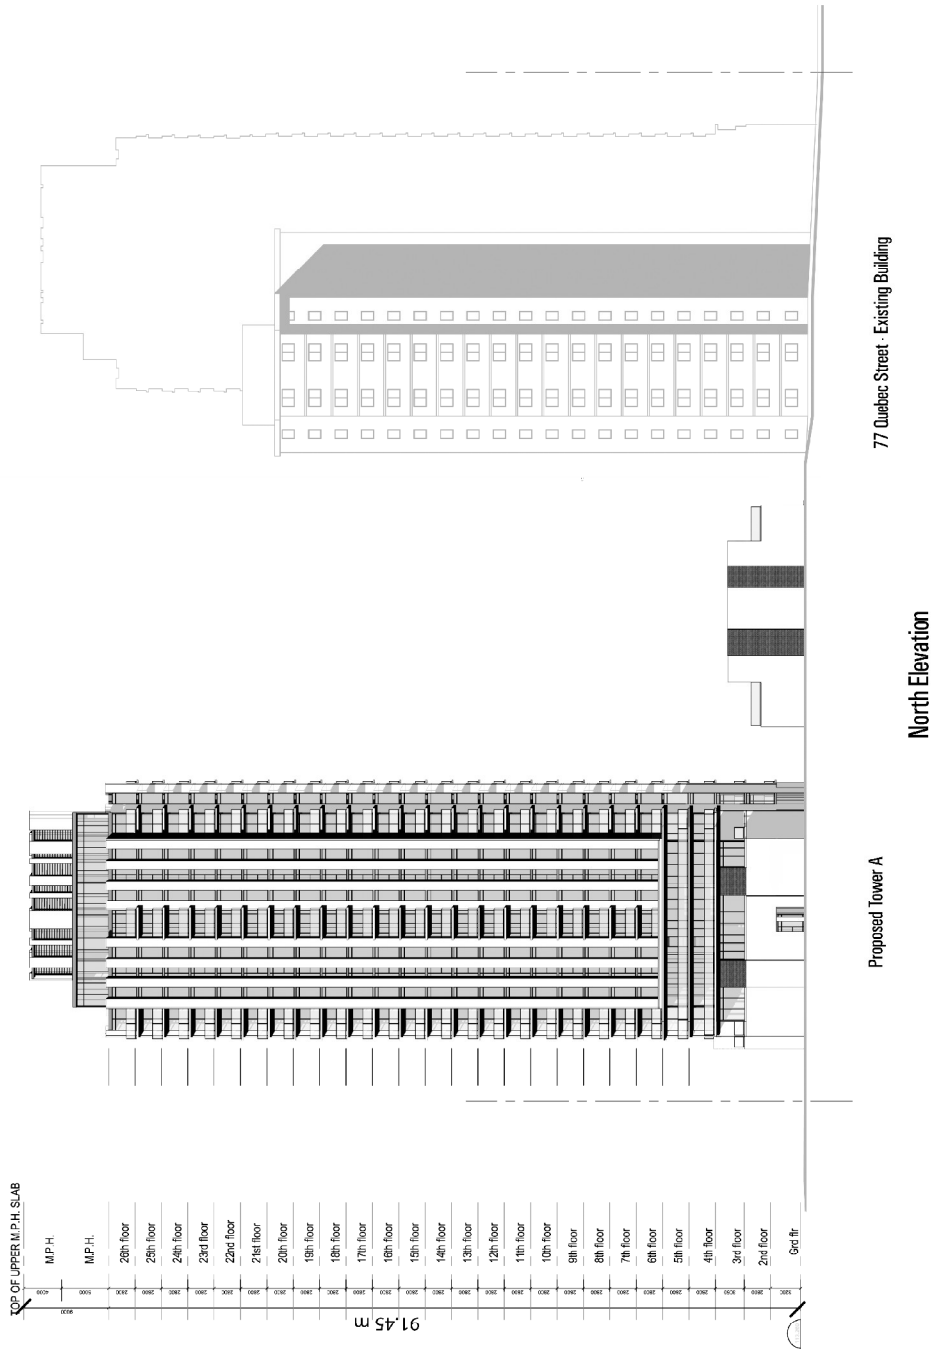 TOP OF UPPER M.P.H. SLAB
M.P.H.
M.P.H.
26th floor
25th floor
24th floor
23rd floor
22nd floor
21st floor
20th floor
19th floor
18th floor
17th floor
16th floor
15th floor
14th floor
13th floor
12th floor
11th floor
10th floor
9th floor
8th floor
7th floor
6th floor
5th floor
4th floor
3rd floor
2nd floor
Grd flr
4000
5000
9000
91.45 m
Proposed Tower A
77 Quebec Street - Existing Building
North Elevation